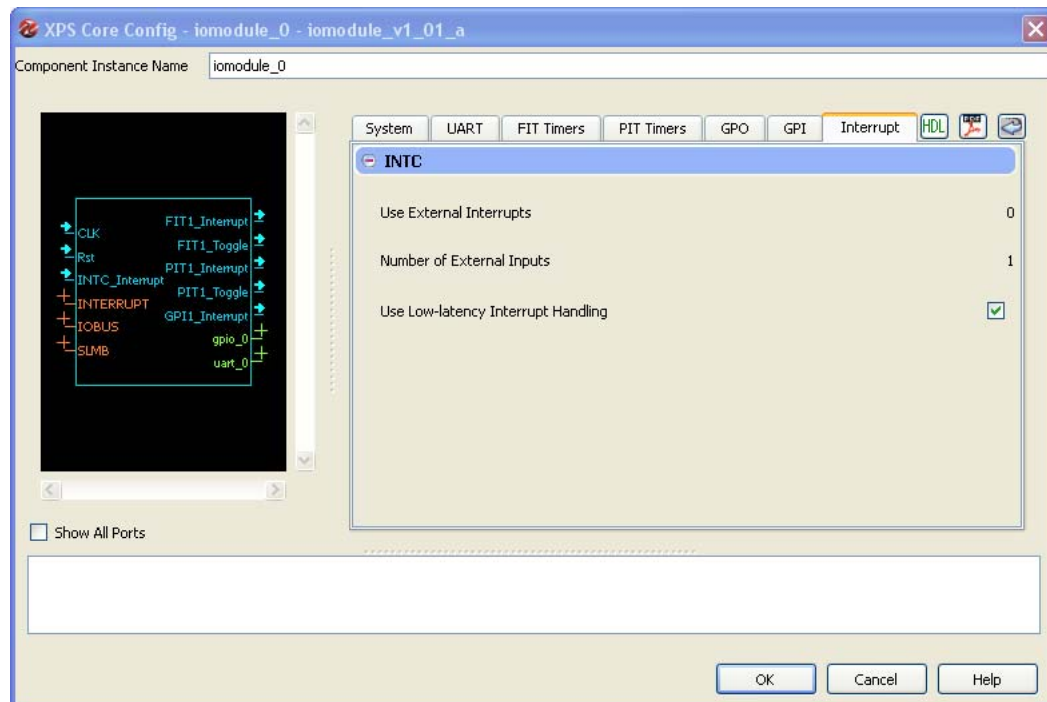 XPS Core Config - iomodule_0 - iomodule_v1_01_a
Component Instance Name iomodule_0
System UART FIT Timers PIT Timers GPO GPI Interrupt HDL PDF
INTC
Use External Interrupts 0
Number of External Inputs 1
Use Low-latency Interrupt Handling
CLK
Rst
INTC_Interrupt
INTERRUPT
IOBUS
SLMB
FIT1_Interrupt
FIT1_Toggle
PIT1_Interrupt
PIT1_Toggle
GPI1_Interrupt
gpio_0
uart_0
Show All Ports
OK Cancel Help